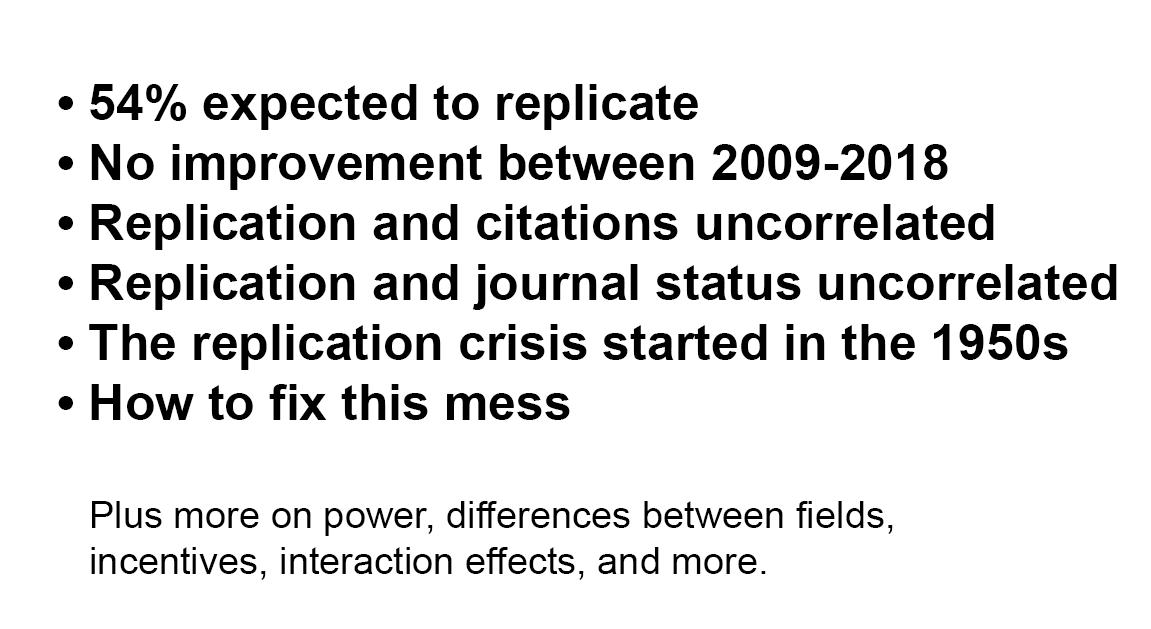 • 54% expected to replicate
• No improvement between 2009-2018
• Replication and citations uncorrelated
• Replication and journal status uncorrelated
• The replication crisis started in the 1950s
• How to fix this mess
Plus more on power, differences between fields,
incentives, interaction effects, and more.